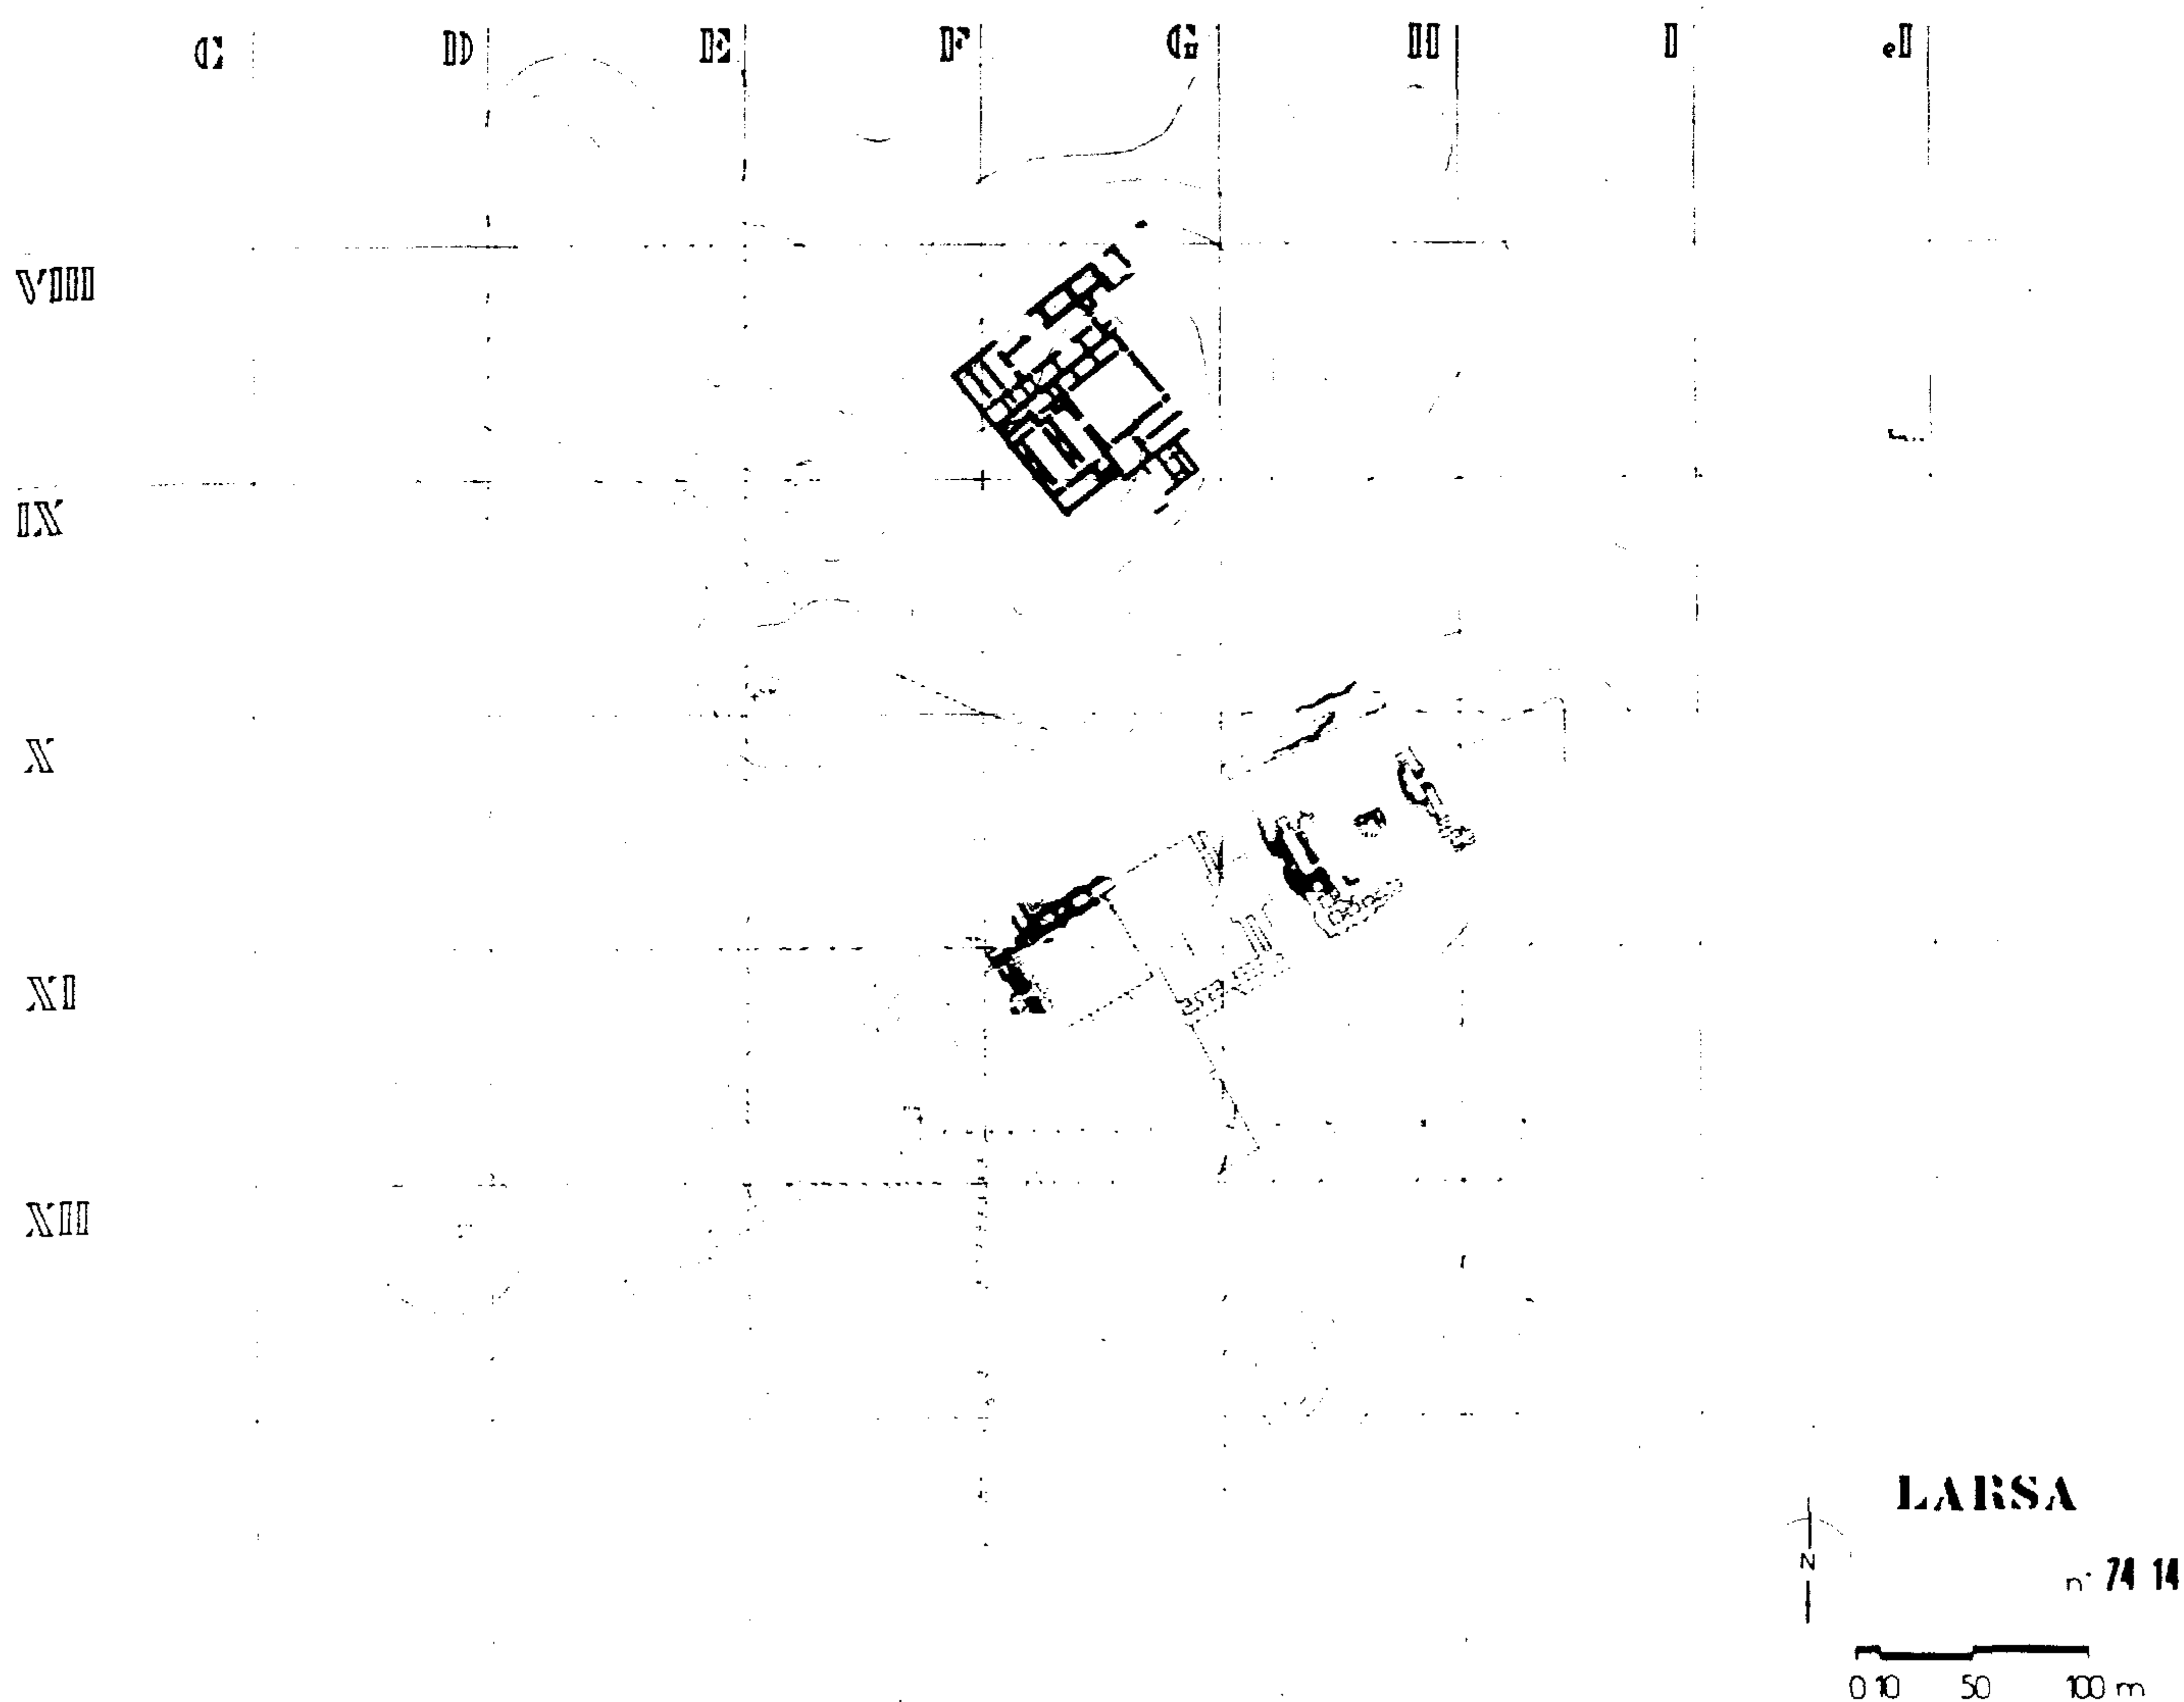 C D E F G H I J
VIII
IX
X
XI
XII
LARSA
N
n° 74 14
0 10 50 100 m